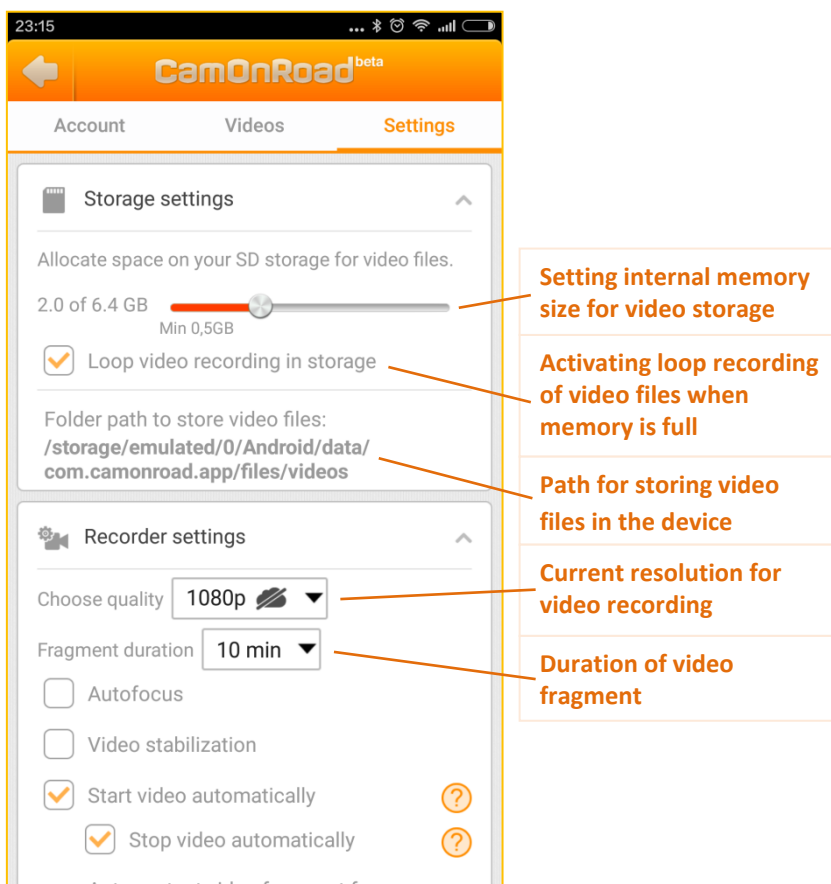 23:15
CamOnRoad beta
Account Videos Settings
Storage settings
Allocate space on your SD storage for video files.
2.0 of 6.4 GB
Min 0,5GB
Loop video recording in storage
Folder path to store video files:
/storage/emulated/0/Android/data/
com.camonroad.app/files/videos
Recorder settings
Choose quality 1080p
Fragment duration 10 min
Autofocus
Video stabilization
Start video automatically ?
Stop video automatically ?
Setting internal memory
size for video storage
Activating loop recording
of video files when
memory is full
Path for storing video
files in the device
Current resolution for
video recording
Duration of video
fragment